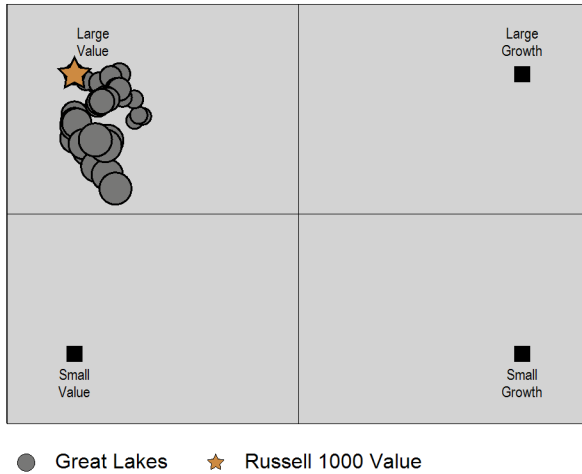 Large
Value
Large
Growth
Small
Value
Small
Growth
Great Lakes
Russell 1000 Value